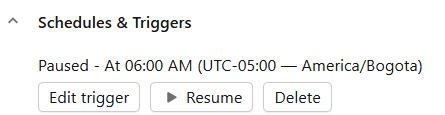 Schedules & Triggers
Paused - At 06:00 AM (UTC-05:00 — America/Bogota)
Edit trigger Resume Delete